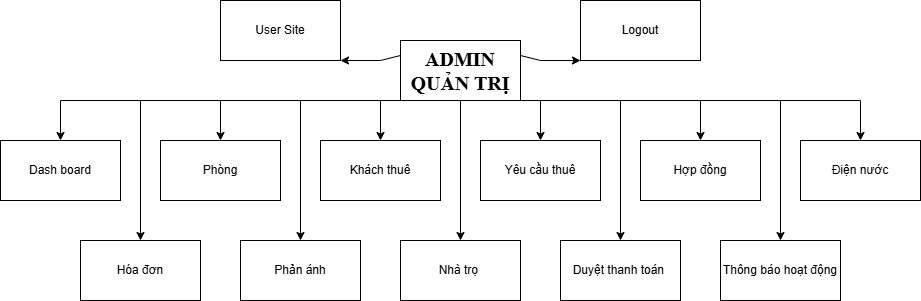 User Site
Logout
ADMIN
QUẢN TRỊ
Dash board
Phòng
Khách thuê
Yêu cầu thuê
Hợp đồng
Điện nước
Hóa đơn
Phản ánh
Nhà trọ
Duyệt thanh toán
Thông báo hoạt động